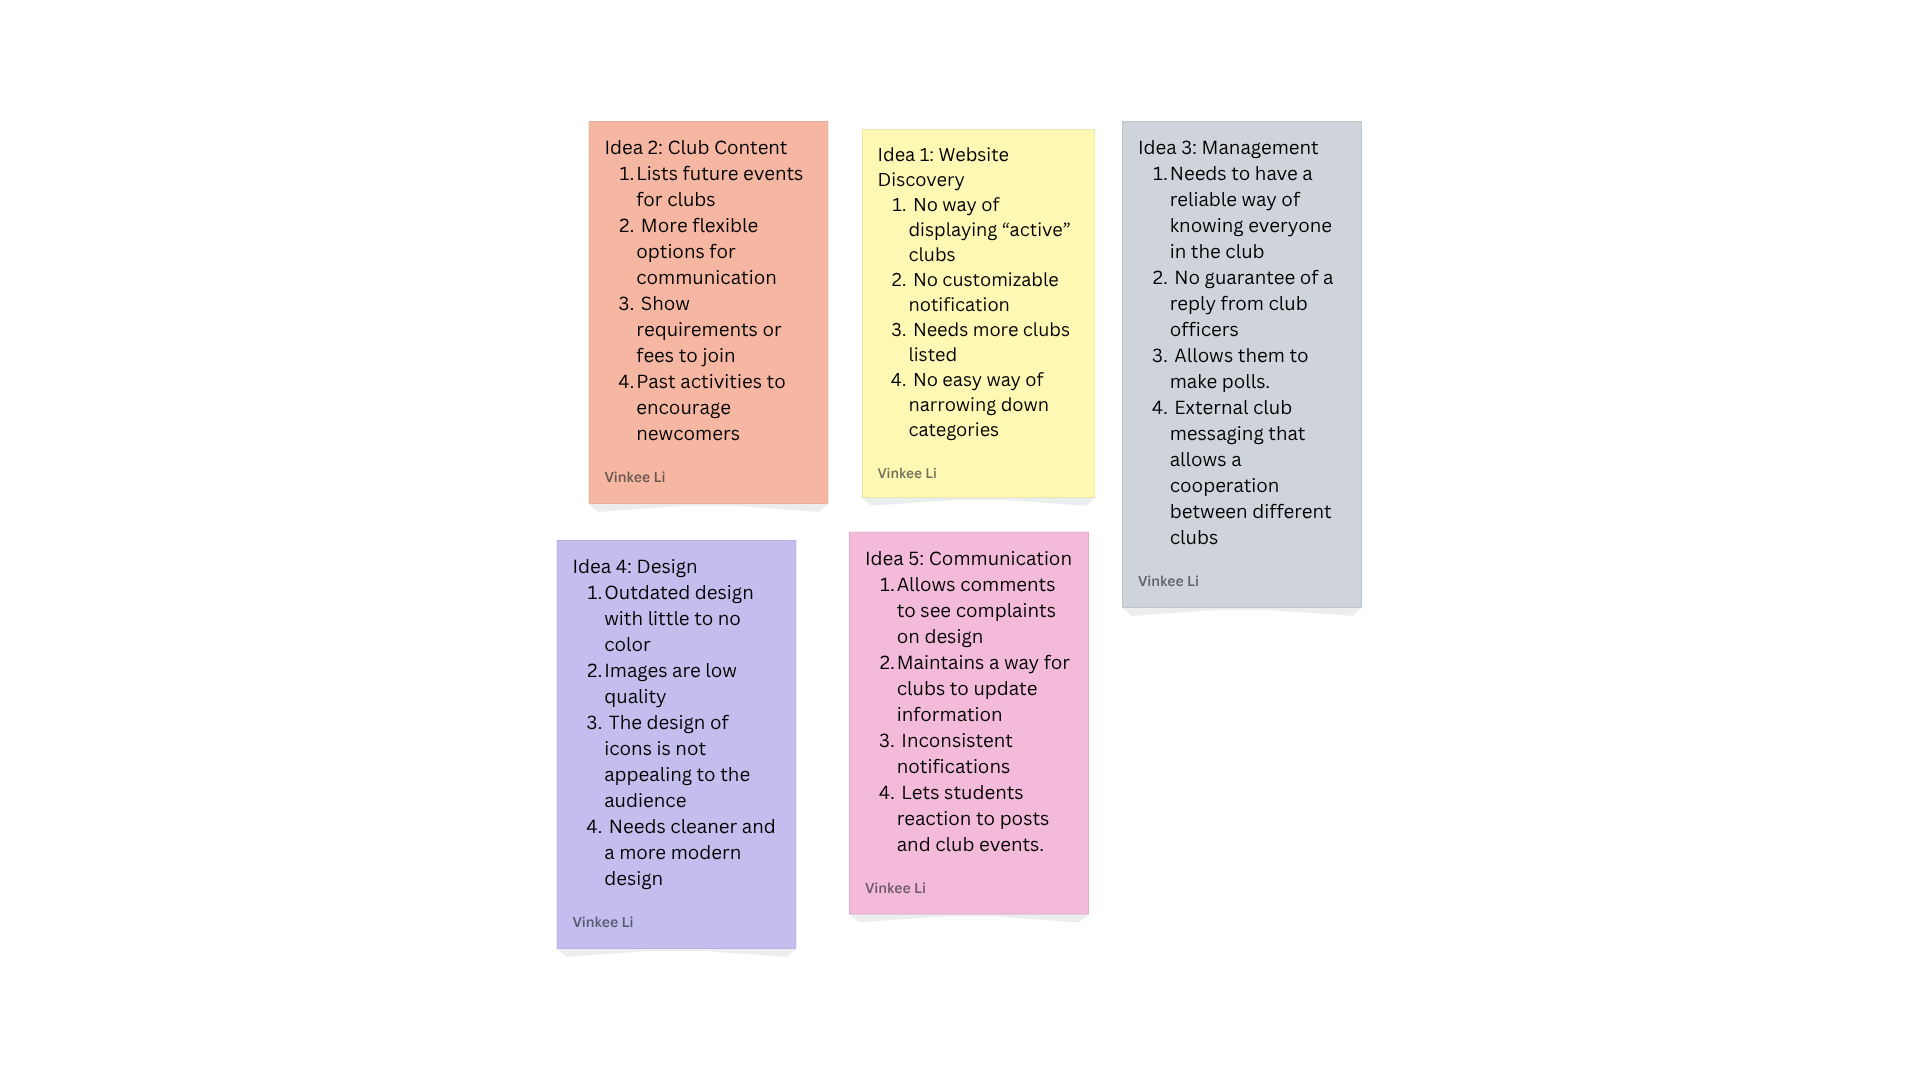 Idea 2: Club Content
1. Lists future events
for clubs
2. More flexible
options for
communication
3. Show
requirements or
fees to join
4. Past activities to
encourage
newcomers
Vinkee Li
Idea 1: Website
Discovery
1. No way of
displaying “active”
clubs
2. No customizable
notification
3. Needs more clubs
listed
4. No easy way of
narrowing down
categories
Vinkee Li
Idea 3: Management
1. Needs to have a
reliable way of
knowing everyone
in the club
2. No guarantee of a
reply from club
officers
3. Allows them to
make polls.
4. External club
messaging that
allows a
cooperation
between different
clubs
Vinkee Li
Idea 4: Design
1. Outdated design
with little to no
color
2. Images are low
quality
3. The design of
icons is not
appealing to the
audience
4. Needs cleaner and
a more modern
design
Vinkee Li
Idea 5: Communication
1. Allows comments
to see complaints
on design
2. Maintains a way for
clubs to update
information
3. Inconsistent
notifications
4. Lets students
reaction to posts
and club events.
Vinkee Li